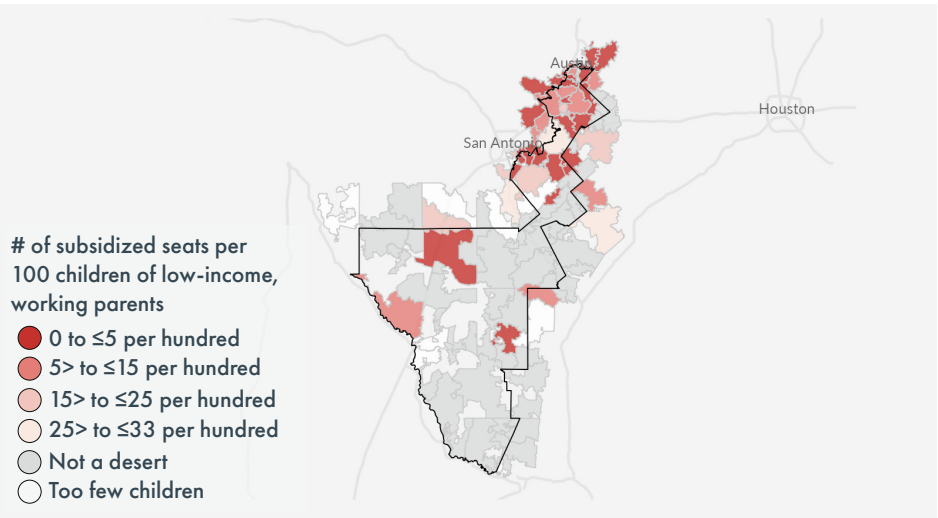 Austin
Houston
San Antonio
# of subsidized seats per
100 children of low-income,
working parents
0 to ≤5 per hundred
5> to ≤15 per hundred
15> to ≤25 per hundred
25> to ≤33 per hundred
Not a desert
Too few children